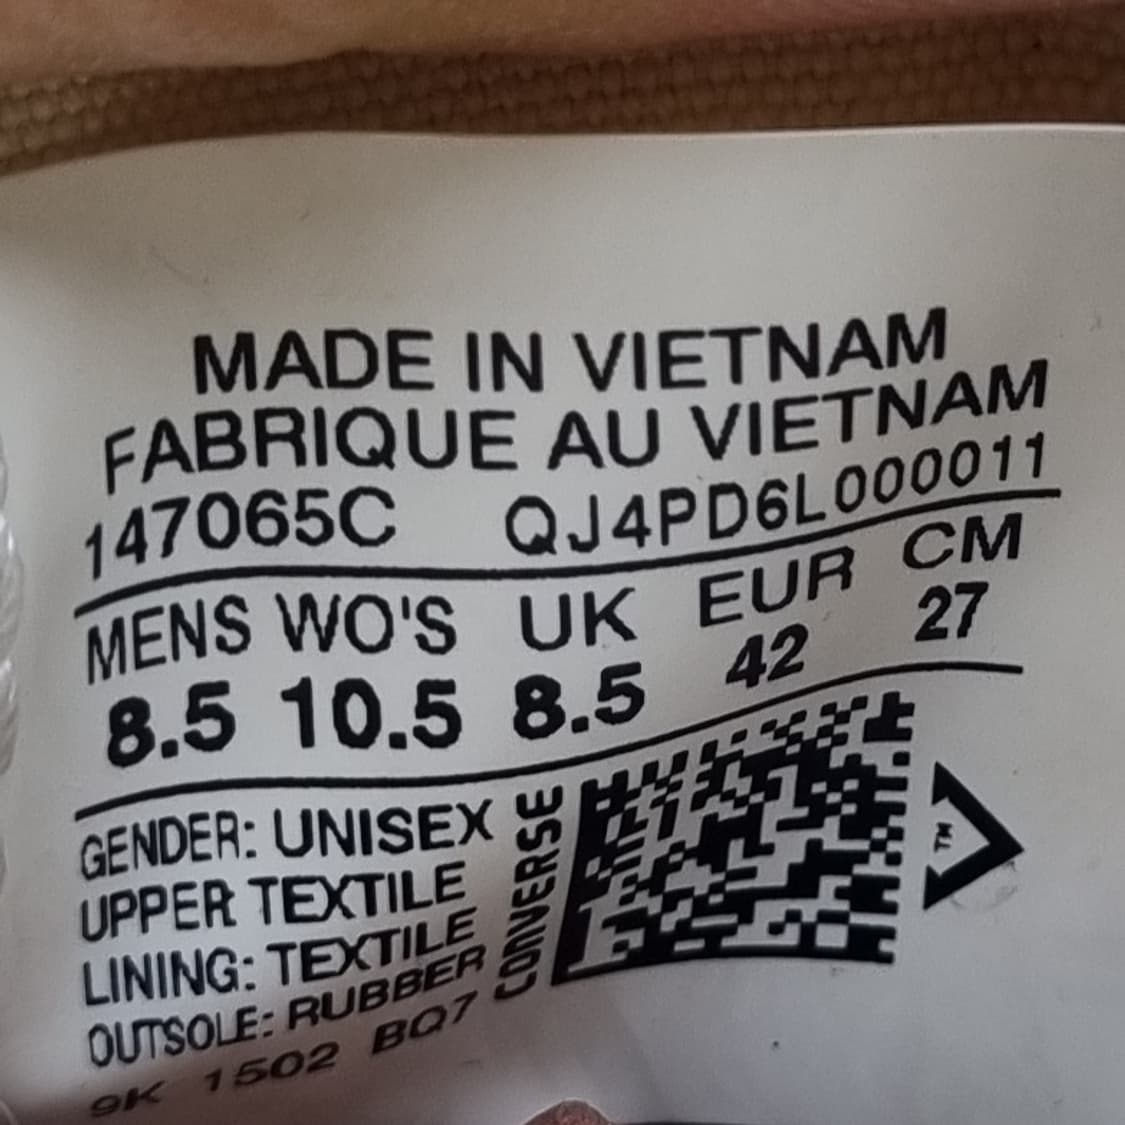 MADE IN VIETNAM
FABRIQUE AU VIETNAM
147065C QJ4PD6L000011
MENS WO'S UK EUR CM
8.5 10.5 8.5 42 27
GENDER: UNISEX
UPPER TEXTILE
LINING: TEXTILE
OUTSOLE: RUBBER
9K 1502 BQ7
CONVERSE
TM